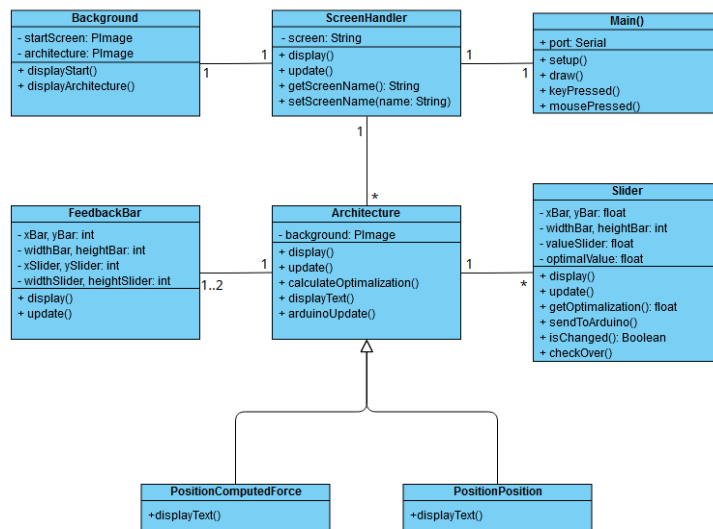 Background
- startScreen: PImage
- architecture: PImage
+ displayStart()
+ displayArchitecture()
1
1
ScreenHandler
- screen: String
+ display()
+ update()
+ getScreenName(): String
+ setScreenName(name: String)
1
1
Main()
+ port: Serial
+ setup()
+ draw()
+ keyPressed()
+ mousePressed()
1
*
FeedbackBar
- xBar, yBar: int
- widthBar, heightBar: int
- xSlider, ySlider: int
- widthSlider, heightSlider: int
+ display()
+ update()
1
1..2
Architecture
- background: PImage
+ display()
+ update()
+ calculateOptimalization()
+ displayText()
+ arduinoUpdate()
1
*
Slider
- xBar, yBar: float
- widthBar, heightBar: int
- valueSlider: float
- optimalValue: float
+ display()
+ update()
+ getOptimalization(): float
+ sendToArduino()
+ isChanged(): Boolean
+ checkOver()
PositionComputedForce
+displayText()
PositionPosition
+displayText()